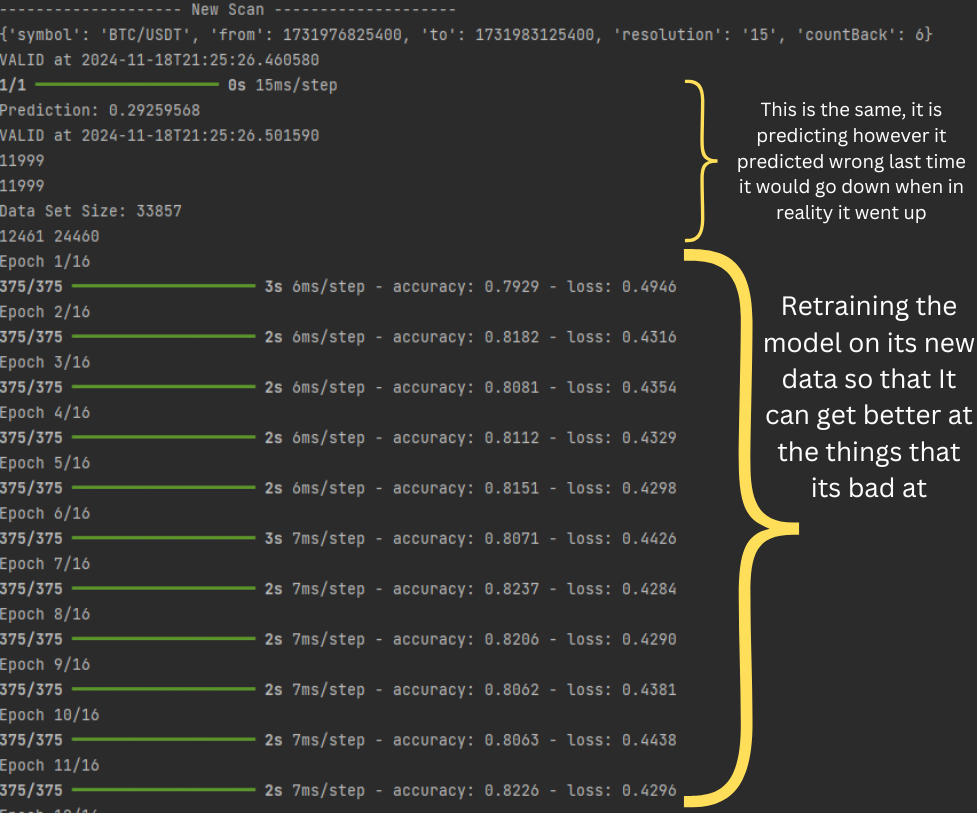 -------------------- New Scan --------------------
{'symbol': 'BTC/USDT', 'from': 1731976825400, 'to': 1731983125400, 'resolution': '15', 'countBack': 6}
VALID at 2024-11-18T21:25:26.460580
1/1 0s 15ms/step
Prediction: 0.29259568
VALID at 2024-11-18T21:25:26.501590
11999
11999
Data Set Size: 33857
12461 24460
This is the same, it is
predicting however it
predicted wrong last time
it would go down when in
reality it went up
Epoch 1/16
375/375 3s 6ms/step - accuracy: 0.7929 - loss: 0.4946
Epoch 2/16
375/375 2s 6ms/step - accuracy: 0.8182 - loss: 0.4316
Epoch 3/16
375/375 2s 6ms/step - accuracy: 0.8081 - loss: 0.4354
Epoch 4/16
375/375 2s 6ms/step - accuracy: 0.8112 - loss: 0.4329
Epoch 5/16
375/375 2s 6ms/step - accuracy: 0.8151 - loss: 0.4298
Epoch 6/16
375/375 3s 7ms/step - accuracy: 0.8071 - loss: 0.4426
Epoch 7/16
375/375 2s 7ms/step - accuracy: 0.8237 - loss: 0.4284
Epoch 8/16
375/375 2s 7ms/step - accuracy: 0.8206 - loss: 0.4290
Epoch 9/16
375/375 2s 7ms/step - accuracy: 0.8062 - loss: 0.4381
Epoch 10/16
375/375 2s 7ms/step - accuracy: 0.8063 - loss: 0.4438
Epoch 11/16
375/375 2s 7ms/step - accuracy: 0.8226 - loss: 0.4296
Retraining the
model on its new
data so that It
can get better at
the things that
its bad at